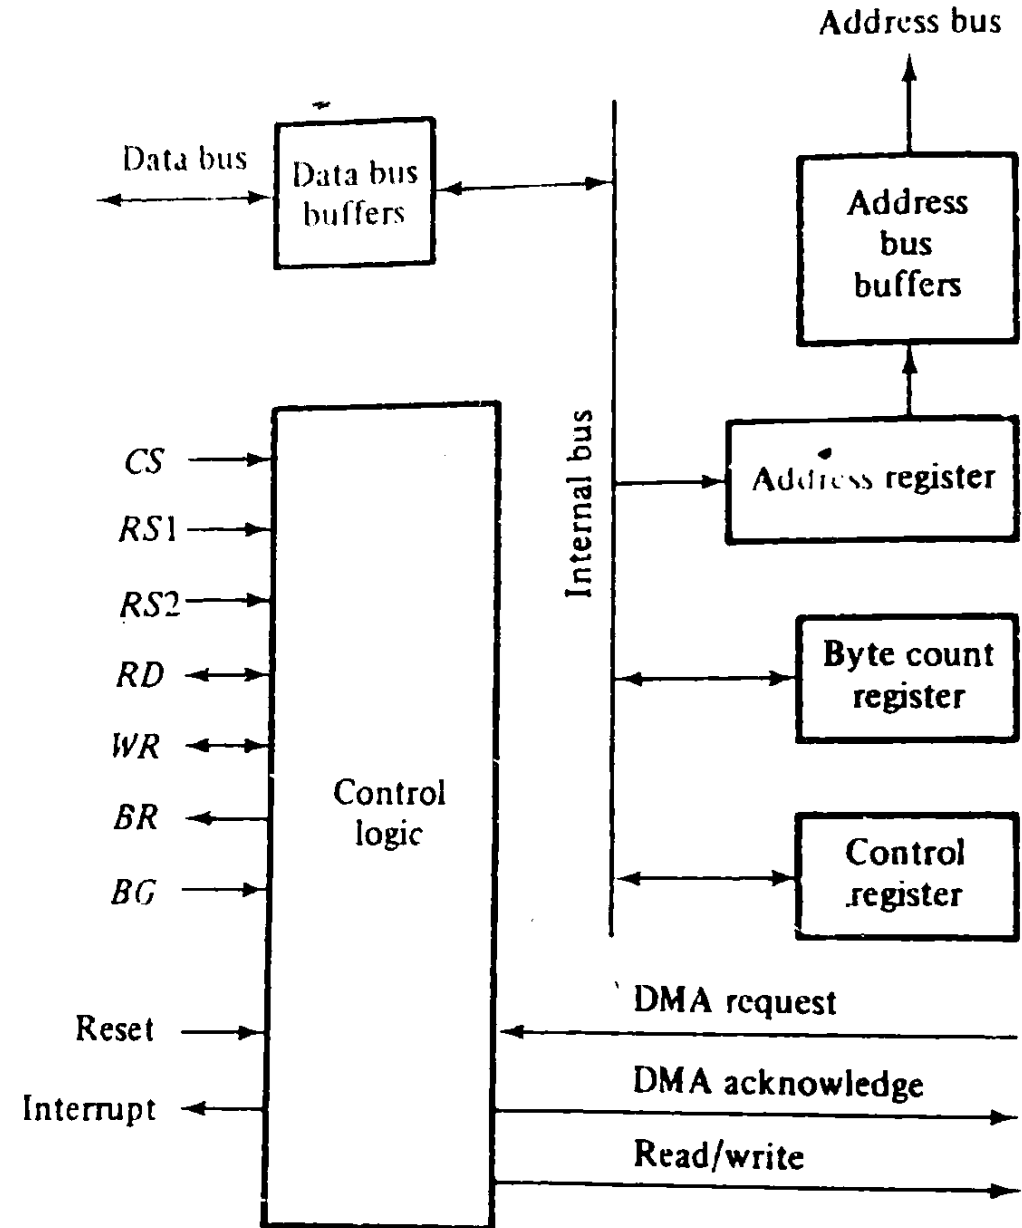 Address bus
Data bus
Data bus
buffers
Address
bus
buffers
CS
RS1
RS2
RD
WR
BR
BG
Reset
Interrupt
Control
logic
Internal bus
Address register
Byte count
register
Control
register
DMA request
DMA acknowledge
Read/write